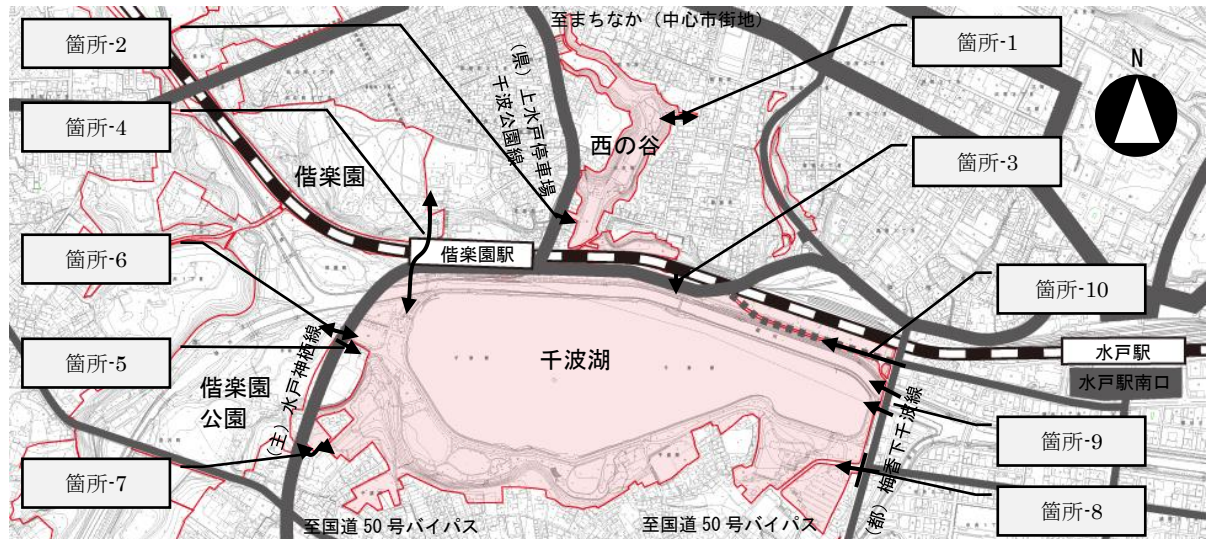 至まちなか(中心市街地)
箇所-2
箇所-1
N
箇所-4
(県)上水戸停車場
千波公園線
西の谷
箇所-3
偕楽園
箇所-6
偕楽園駅
箇所-10
箇所-5
(主)水戸神栖線
千波湖
水戸駅
水戸駅南口
偕楽園
公園
(都)梅香下千波線
箇所-9
箇所-7
箇所-8
至国道50号バイパス
至国道50号バイパス